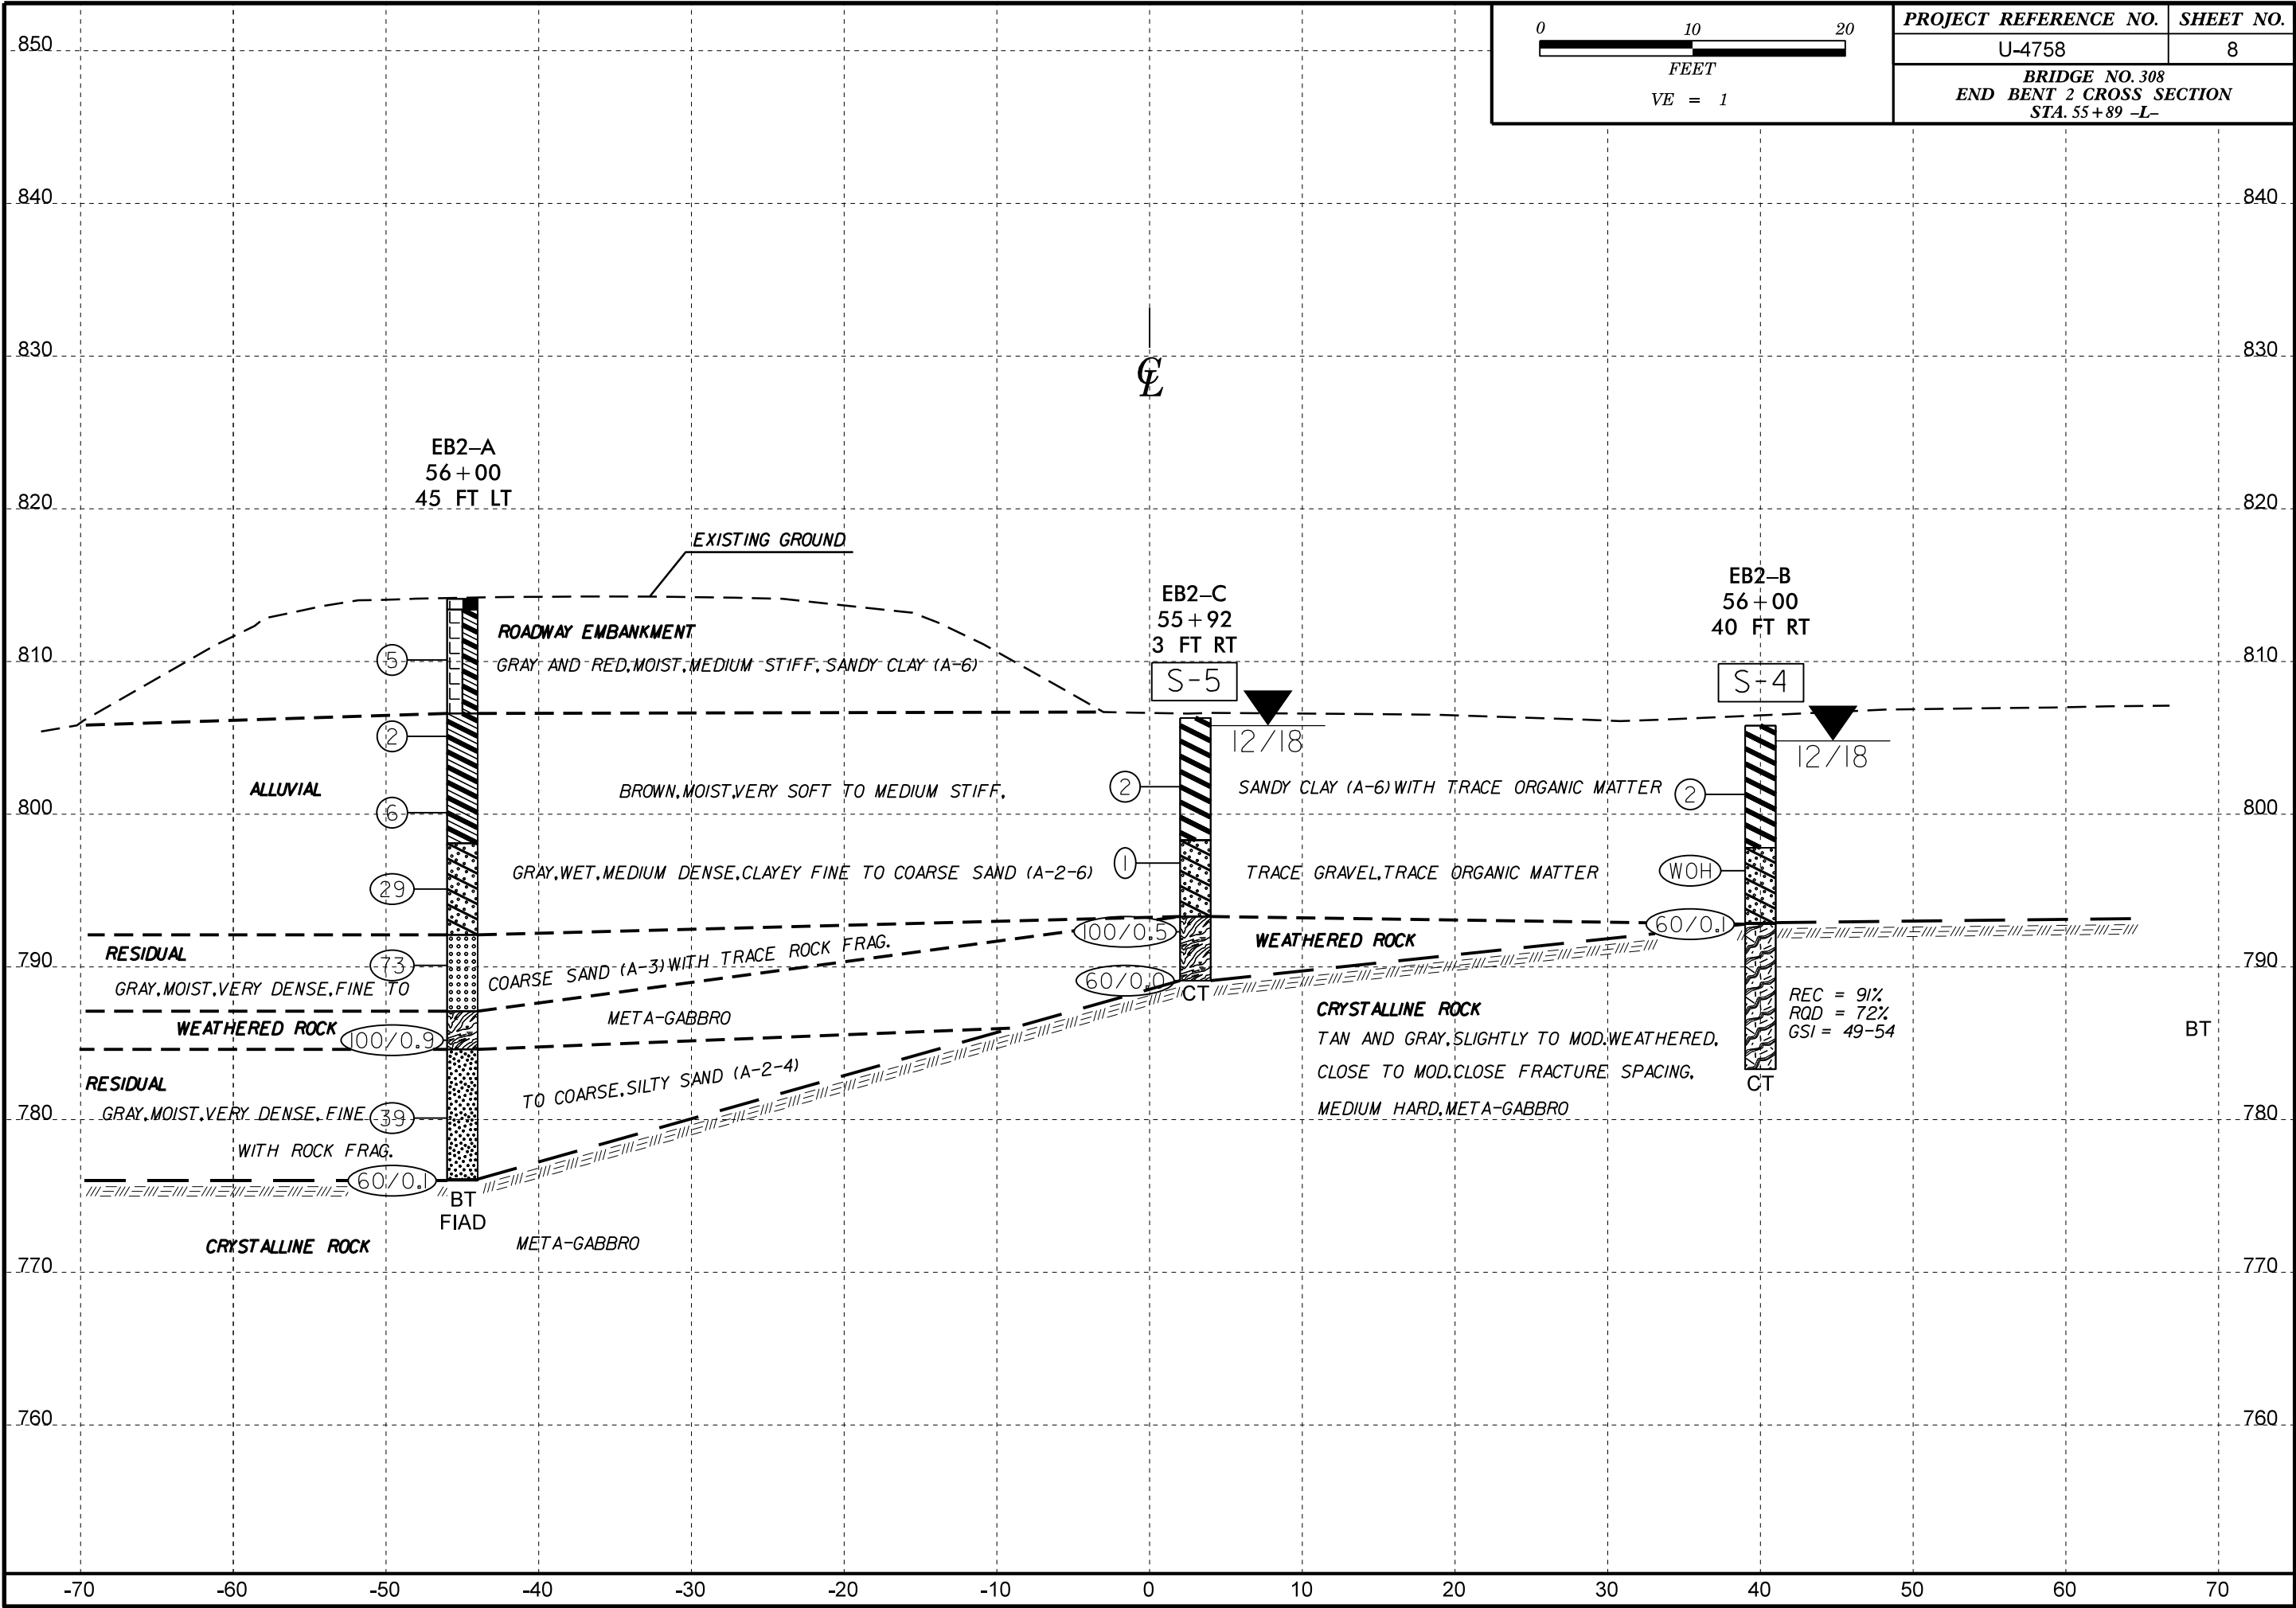 0 10 20
FEET
VE = 1
PROJECT REFERENCE NO. SHEET NO.
U-4758 8
BRIDGE NO. 308
END BENT 2 CROSS SECTION
STA. 55+89 -L-
850
840 840
830 830
℄
EB2-A
56+00
45 FT LT
820 820
EXISTING GROUND
EB2-C
55+92
3 FT RT
S-5
EB2-B
56+00
40 FT RT
S-4
ROADWAY EMBANKMENT
5
GRAY AND RED,MOIST,MEDIUM STIFF,SANDY CLAY (A-6)
810 810
2
12/18
12/18
ALLUVIAL
BROWN,MOIST,VERY SOFT TO MEDIUM STIFF,
2
SANDY CLAY (A-6)WITH TRACE ORGANIC MATTER
2
800 800
6
GRAY,WET,MEDIUM DENSE,CLAYEY FINE TO COARSE SAND (A-2-6)
1
TRACE GRAVEL,TRACE ORGANIC MATTER
WOH
29
100/0.5
60/0.1
RESIDUAL
WEATHERED ROCK
73
790 790
GRAY,MOIST,VERY DENSE,FINE TO
COARSE SAND (A-3)WITH TRACE ROCK FRAG.
60/0.0
CT
WEATHERED ROCK
META-GABBRO
100/0.9
CRYSTALLINE ROCK
TAN AND GRAY,SLIGHTLY TO MOD.WEATHERED,
CLOSE TO MOD.CLOSE FRACTURE SPACING,
MEDIUM HARD,META-GABBRO
REC = 91%
RQD = 72%
GSI = 49-54
BT
CT
RESIDUAL
GRAY,MOIST,VERY DENSE,FINE
39
TO COARSE,SILTY SAND (A-2-4)
780 780
WITH ROCK FRAG.
60/0.1
BT
FIAD
CRYSTALLINE ROCK
META-GABBRO
770 770
760 760
-70 -60 -50 -40 -30 -20 -10 0 10 20 30 40 50 60 70